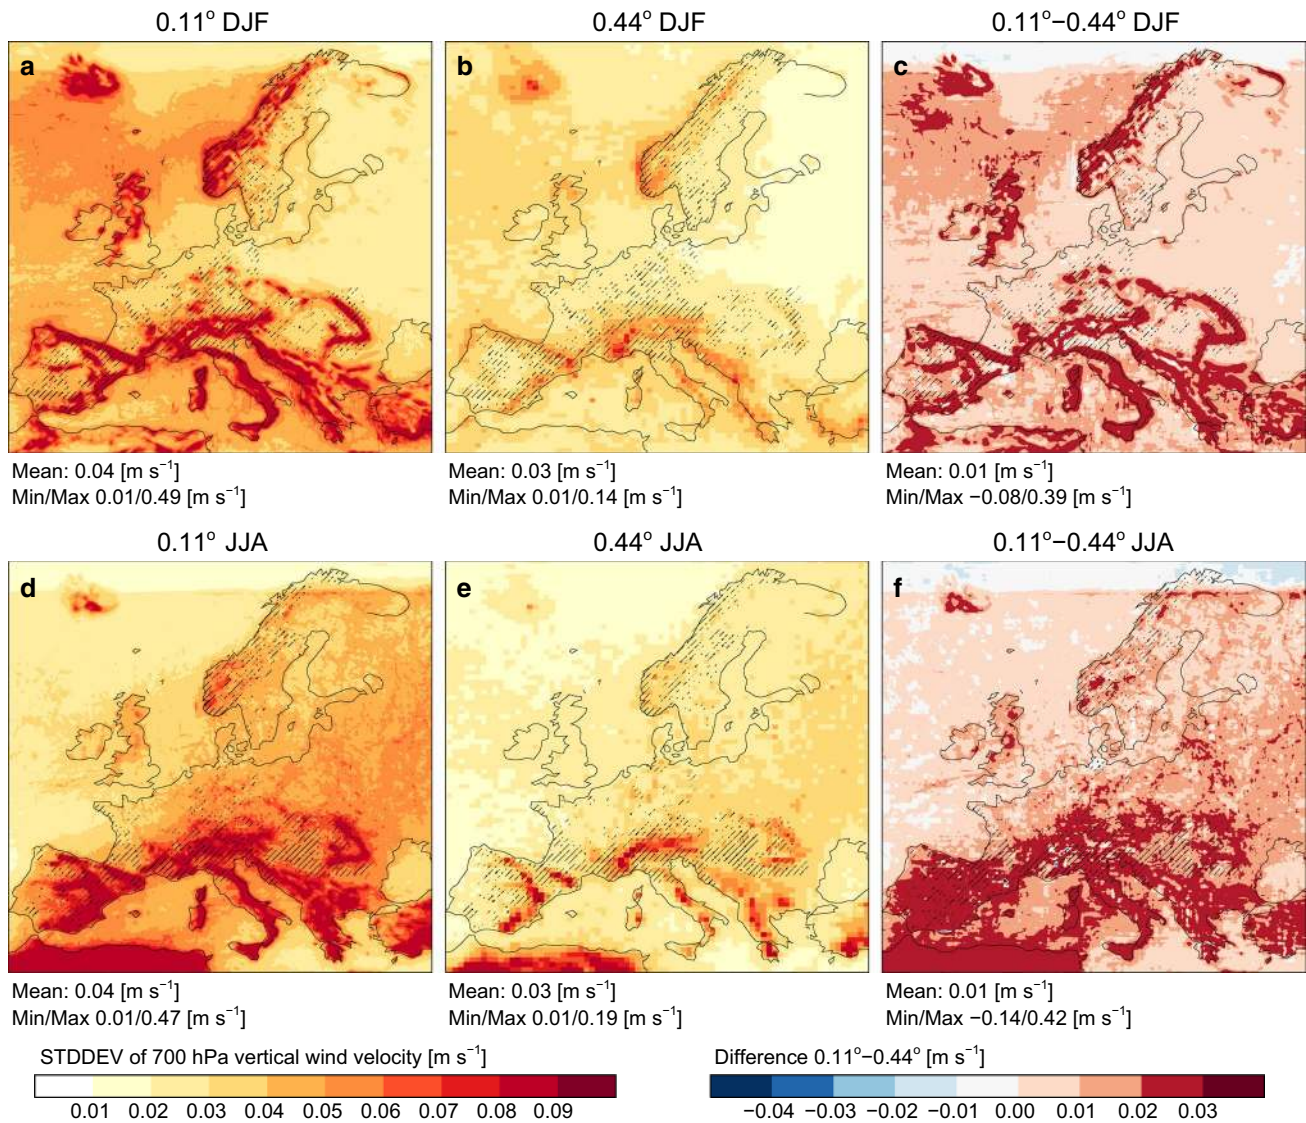 0.11° DJF
0.44° DJF
0.11°−0.44° DJF
a
b
c
Mean: 0.04 [m s⁻¹]
Min/Max 0.01/0.49 [m s⁻¹]
Mean: 0.03 [m s⁻¹]
Min/Max 0.01/0.14 [m s⁻¹]
Mean: 0.01 [m s⁻¹]
Min/Max −0.08/0.39 [m s⁻¹]
0.11° JJA
0.44° JJA
0.11°−0.44° JJA
d
e
f
Mean: 0.04 [m s⁻¹]
Min/Max 0.01/0.47 [m s⁻¹]
Mean: 0.03 [m s⁻¹]
Min/Max 0.01/0.19 [m s⁻¹]
Mean: 0.01 [m s⁻¹]
Min/Max −0.14/0.42 [m s⁻¹]
STDDEV of 700 hPa vertical wind velocity [m s⁻¹]
0.01 0.02 0.03 0.04 0.05 0.06 0.07 0.08 0.09
Difference 0.11°−0.44° [m s⁻¹]
−0.04 −0.03 −0.02 −0.01 0.00 0.01 0.02 0.03